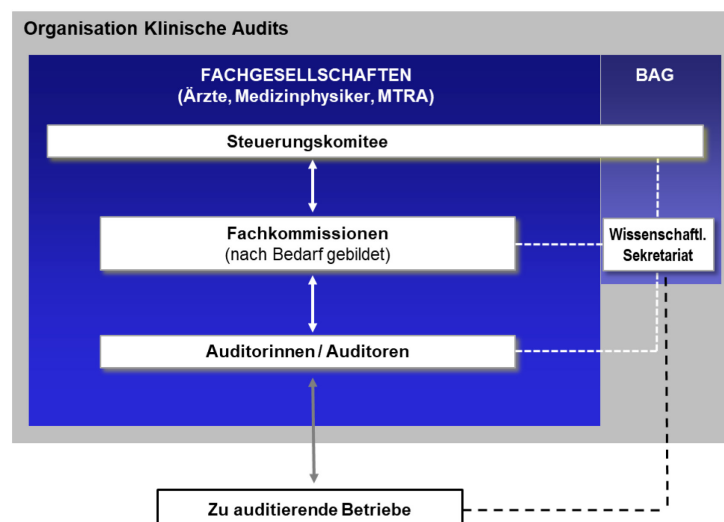 Organisation Klinische Audits
FACHGESELLSCHAFTEN
(Ärzte, Medizinphysiker, MTRA)
BAG
Steuerungskomitee
Fachkommissionen
(nach Bedarf gebildet)
Wissenschaftl.
Sekretariat
Auditorinnen / Auditoren
Zu auditierende Betriebe